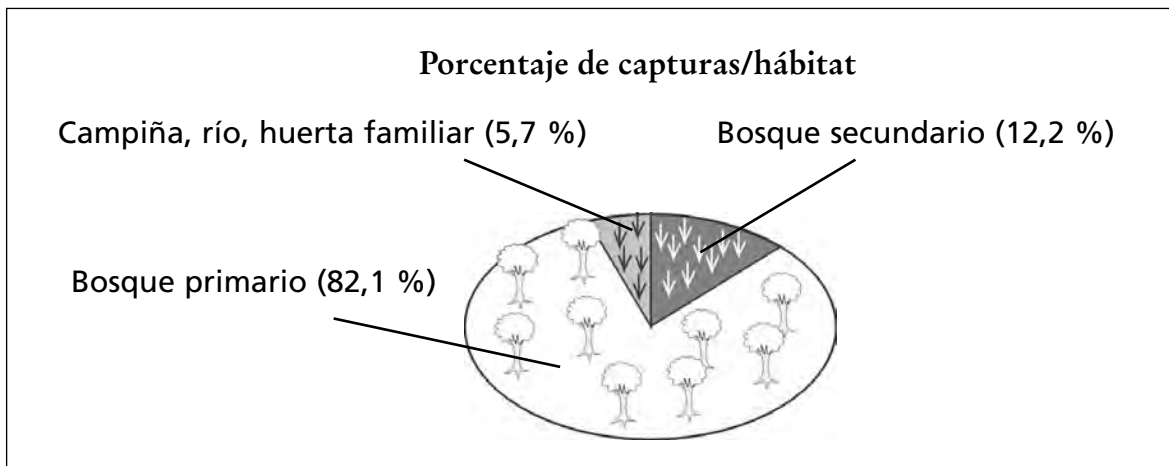 Porcentaje de capturas/hábitat
Campiña, río, huerta familiar (5,7 %)
Bosque secundario (12,2 %)
Bosque primario (82,1 %)